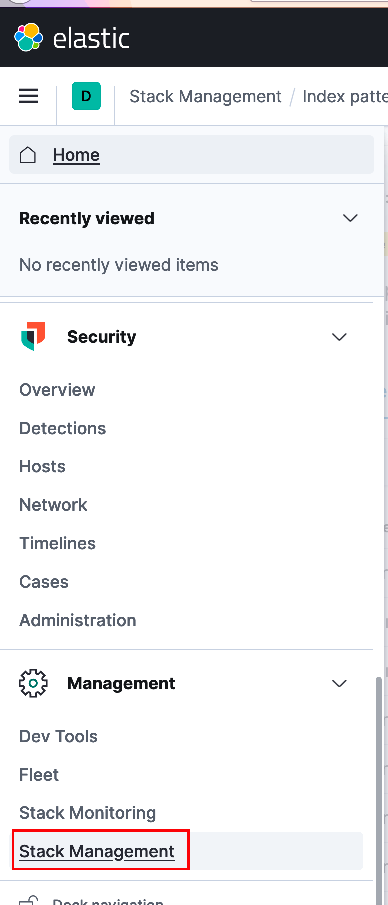 elastic
D Stack Management / Index patte
Home
Recently viewed
No recently viewed items
Security
Overview
Detections
Hosts
Network
Timelines
Cases
Administration
Management
Dev Tools
Fleet
Stack Monitoring
Stack Management
Dock navigation